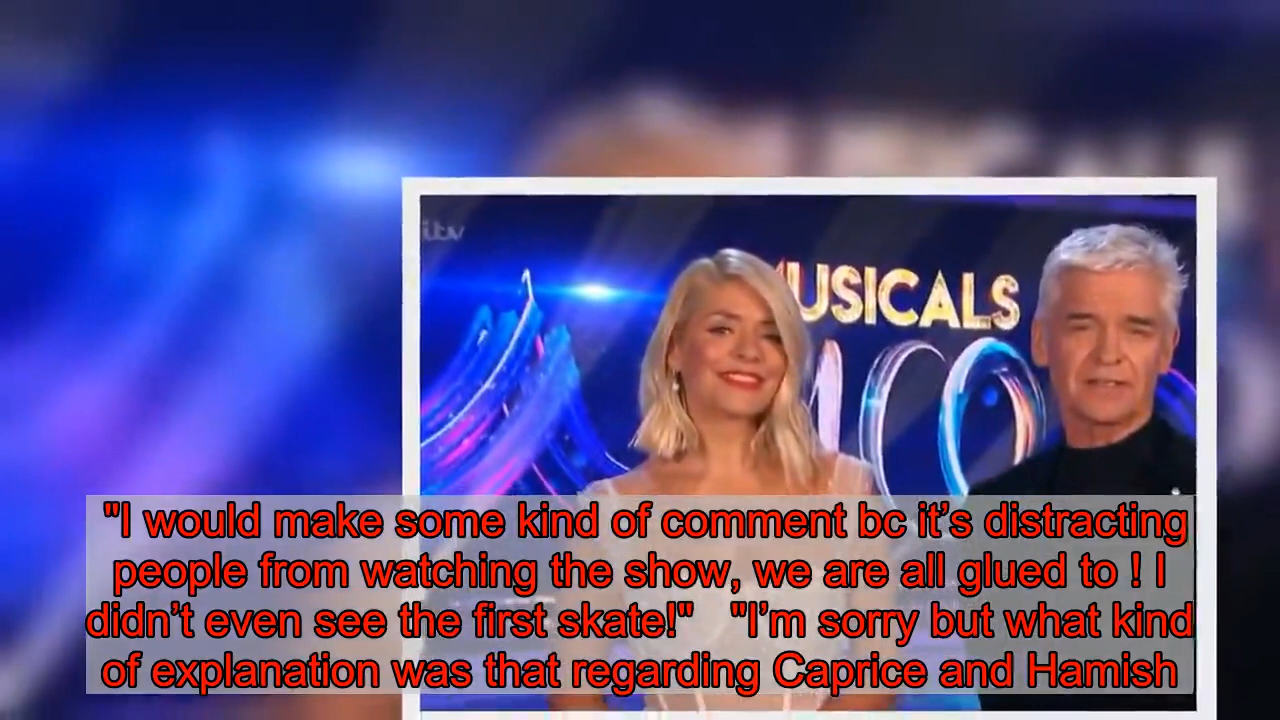 itv
MUSICALS
"I would make some kind of comment bc it’s distracting
people from watching the show, we are all glued to ! I
didn’t even see the first skate!"   "I’m sorry but what kind
of explanation was that regarding Caprice and Hamish